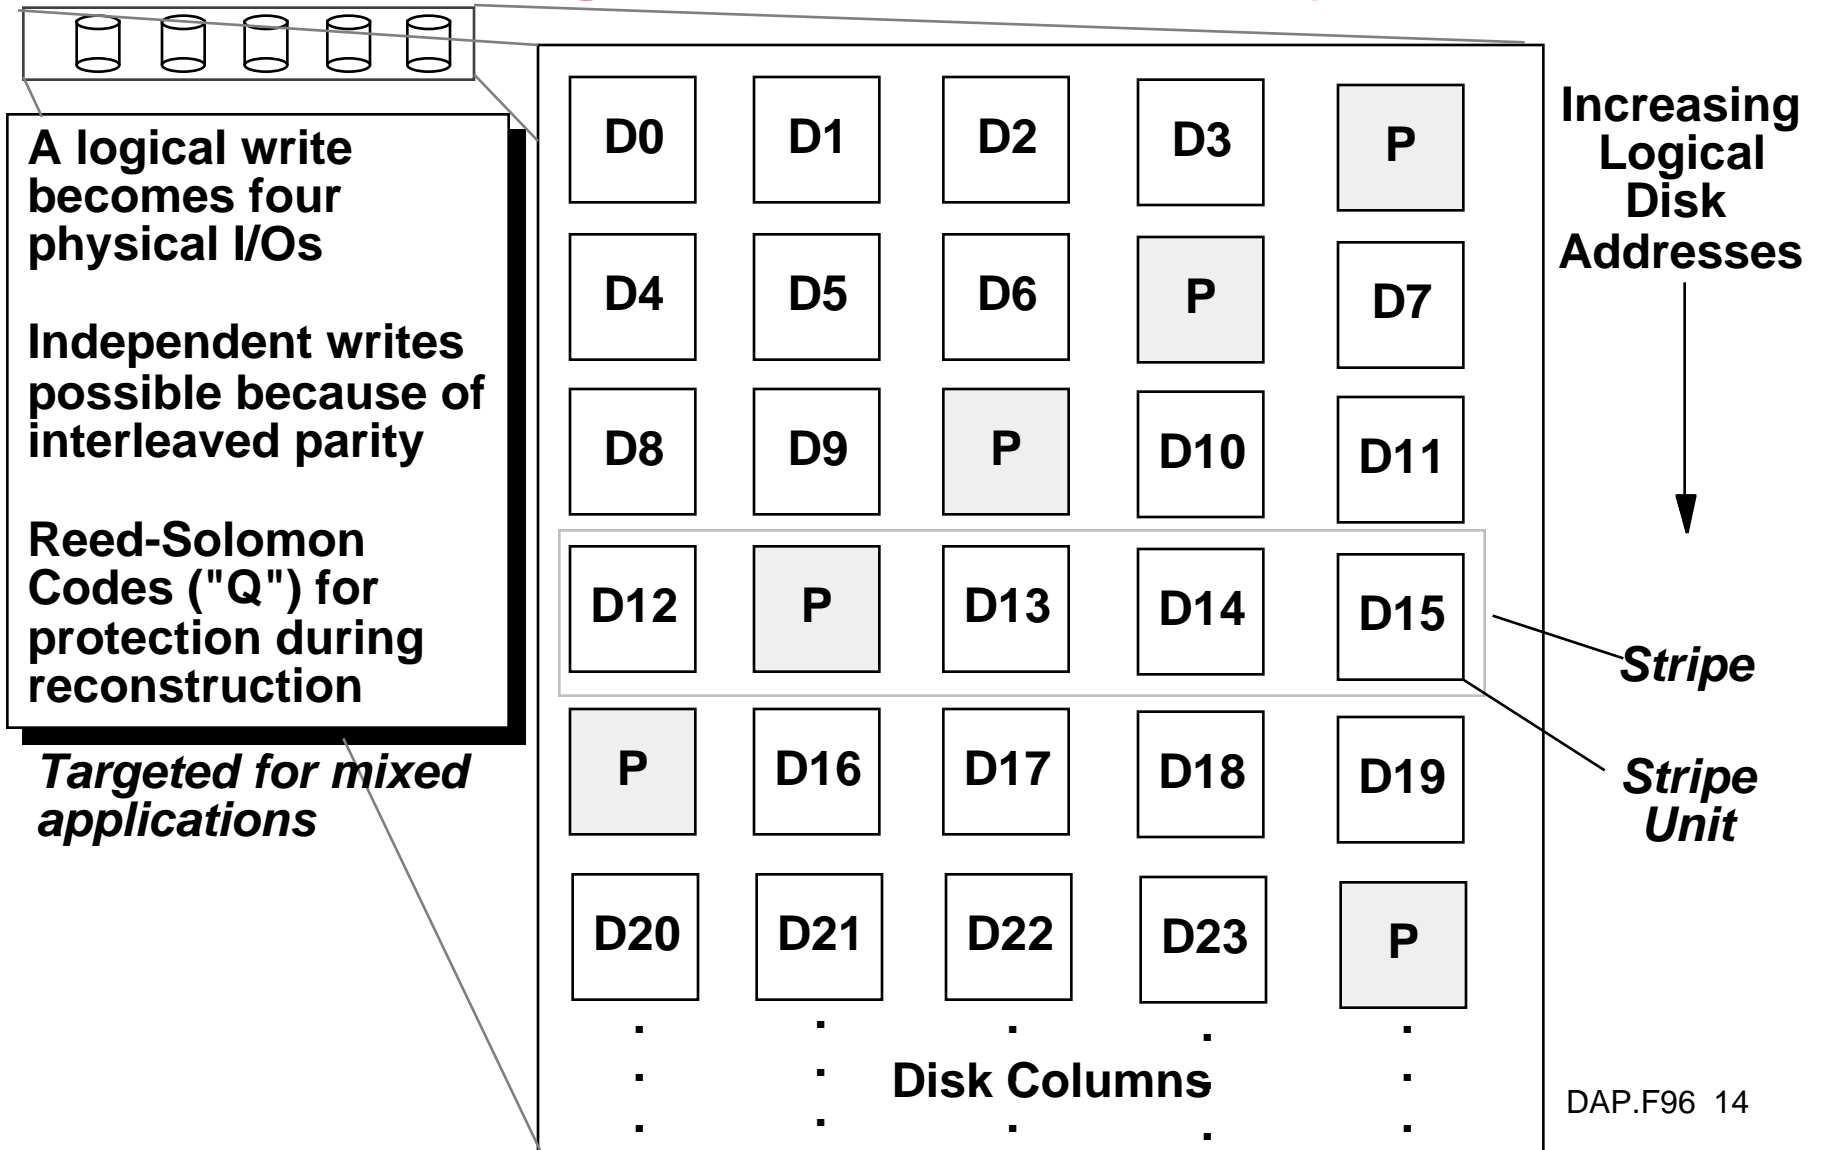 A logical write
becomes four
physical I/Os
Independent writes
possible because of
interleaved parity
Reed-Solomon
Codes ("Q") for
protection during
reconstruction
Targeted for mixed
applications
D0 D1 D2 D3 P
D4 D5 D6 P D7
D8 D9 P D10 D11
D12 P D13 D14 D15
P D16 D17 D18 D19
D20 D21 D22 D23 P
Disk Columns
Increasing
Logical
Disk
Addresses
Stripe
Stripe
Unit
DAP.F96 14